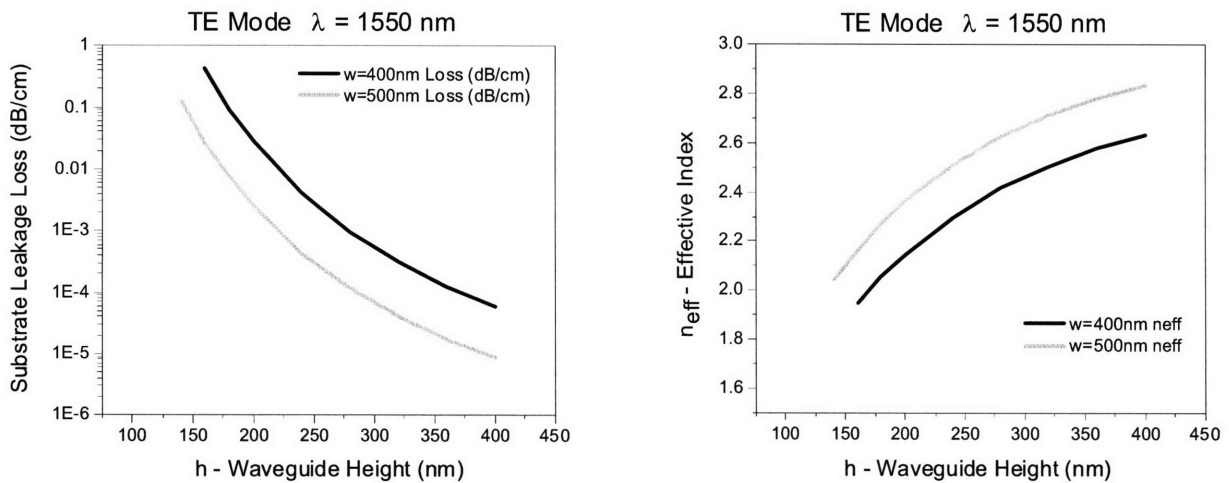 TE Mode λ = 1550 nm
Substrate Leakage Loss (dB/cm)
1
0.1
0.01
1E-3
1E-4
1E-5
1E-6
w=400nm Loss (dB/cm)
w=500nm Loss (dB/cm)
100 150 200 250 300 350 400 450
h - Waveguide Height (nm)
TE Mode λ = 1550 nm
neff - Effective Index
3.0
2.8
2.6
2.4
2.2
2.0
1.8
1.6
w=400nm neff
w=500nm neff
100 150 200 250 300 350 400 450
h - Waveguide Height (nm)